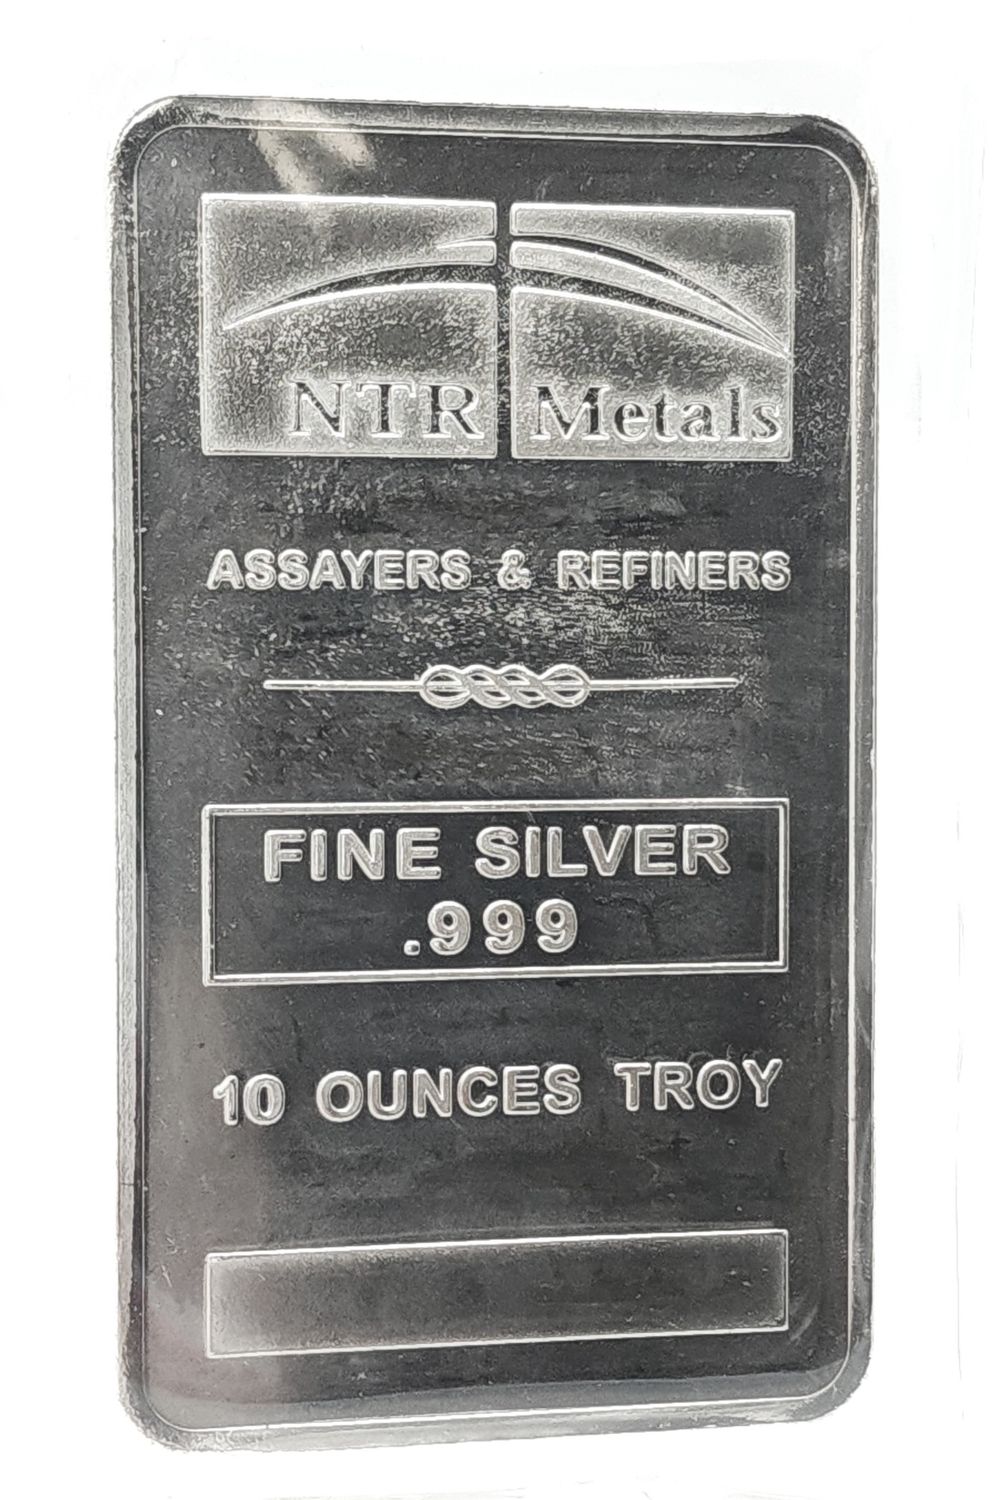 NTR Metals
ASSAYERS & REFINERS
FINE SILVER
.999
10 OUNCES TROY